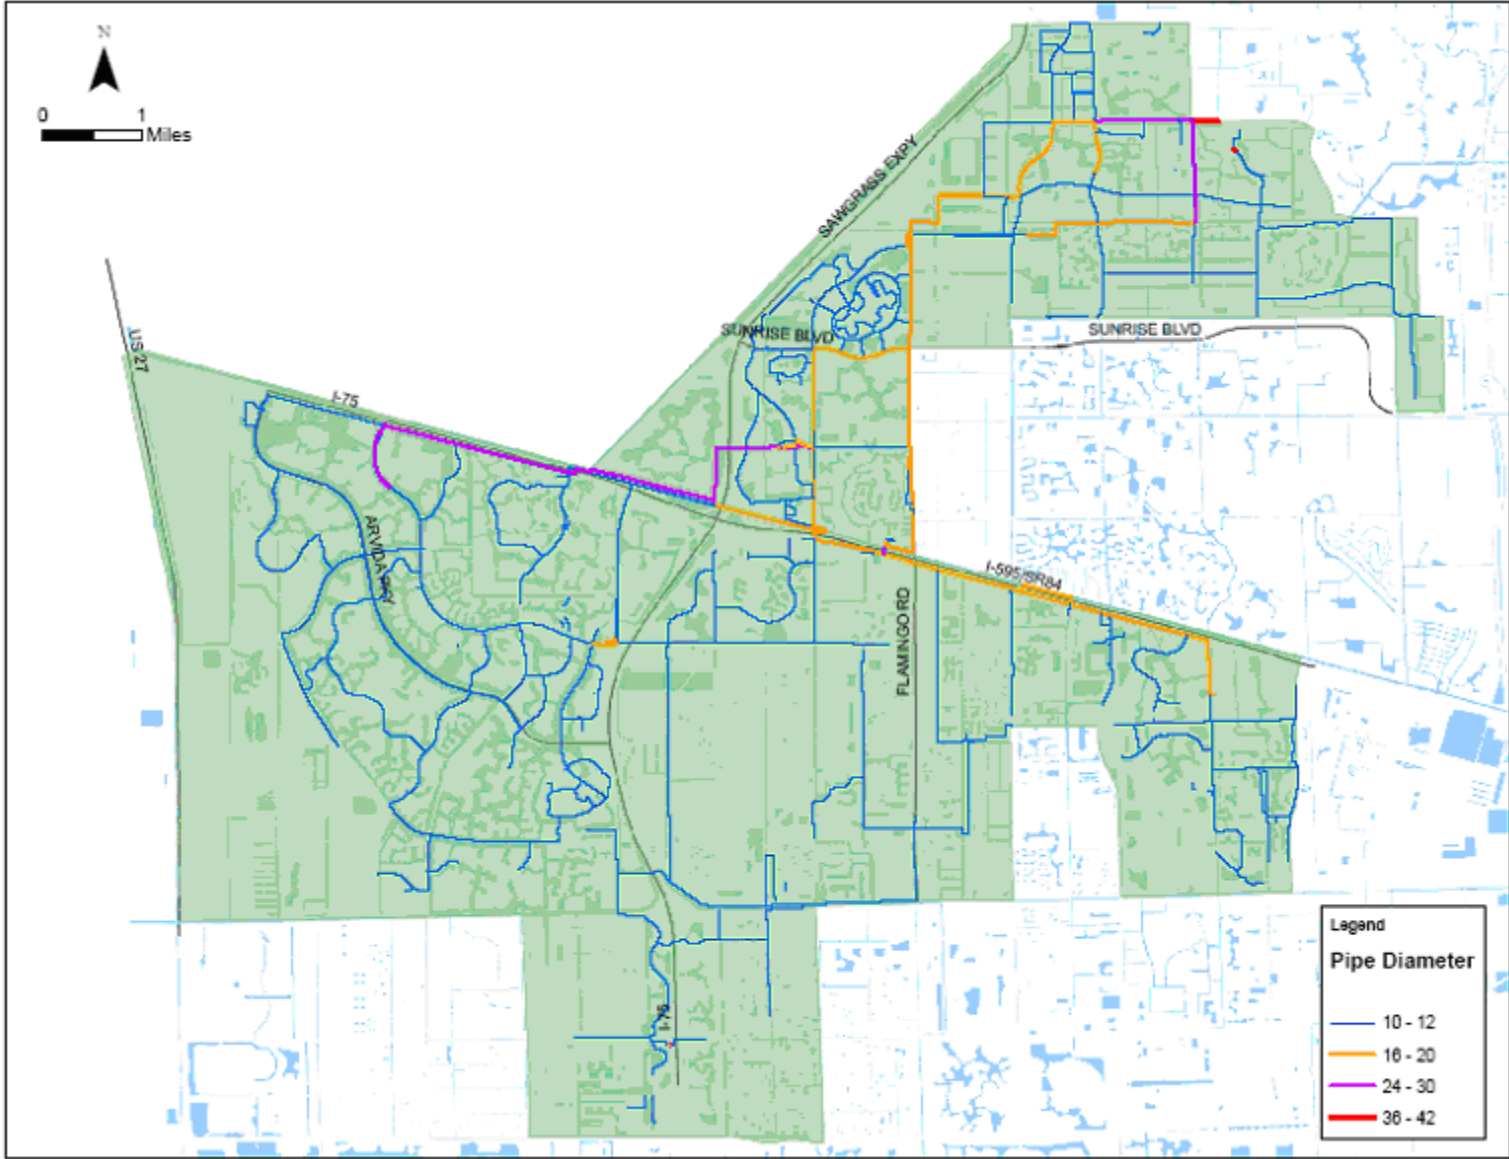 N
0 1
Miles
SAWGRASS EXPY
SUNRISE BLVD
SUNRISE BLVD
US 27
I-75
ARVIDA PKY
I-595/SR84
FLAMINGO RD
I-75
Legend
Pipe Diameter
10 - 12
16 - 20
24 - 30
36 - 42